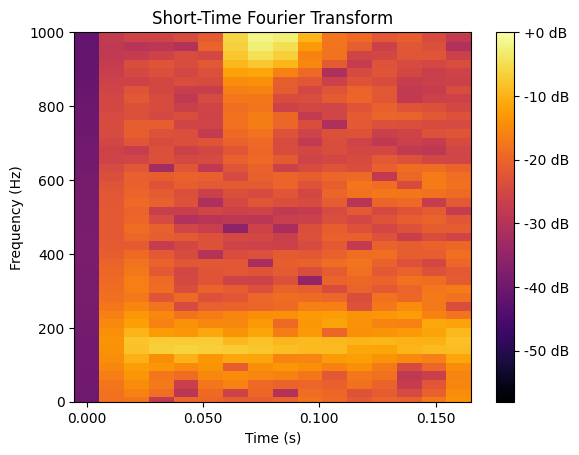 Short-Time Fourier Transform
1000
800
600
400
200
0
Frequency (Hz)
0.000
0.050
0.100
0.150
Time (s)
+0 dB
-10 dB
-20 dB
-30 dB
-40 dB
-50 dB